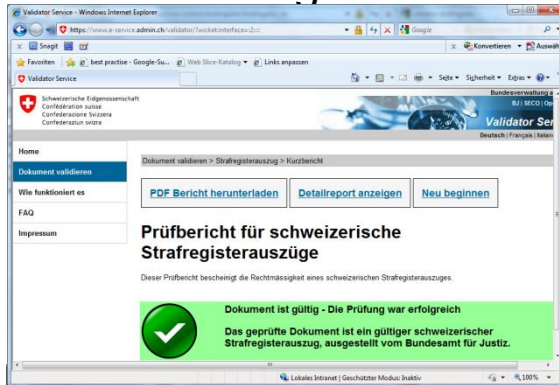 Validator Service - Windows Internet Explorer
https://www.e-service.admin.ch/validator/?wicket:interface=:2:::
Google
x Snagit
x Konvertieren Auswäh
Favoriten best practise - Google-Su... Web Slice-Katalog Links anpassen
Validator Service
Seite Sicherheit Extras
Schweizerische Eidgenossenschaft
Confédération suisse
Confederazione Svizzera
Confederaziun svizra
Bundesverwaltung a
BJ | SECO | Op
Validator Ser
Deutsch | Français | Italian
Home
Dokument validieren
Wie funktioniert es
FAQ
Impressum
Dokument validieren > Strafregisterauszug > Kurzbericht
PDF Bericht herunterladen
Detailreport anzeigen
Neu beginnen
Prüfbericht für schweizerische
Strafregisterauszüge
Dieser Prüfbericht bescheinigt die Rechtmässigkeit eines schweizerischen Strafregisterauszuges.
Dokument ist gültig - Die Prüfung war erfolgreich
Das geprüfte Dokument ist ein gültiger schweizerischer
Strafregisterauszug, ausgestellt vom Bundesamt für Justiz.
Lokales Intranet | Geschützter Modus: Inaktiv
100%